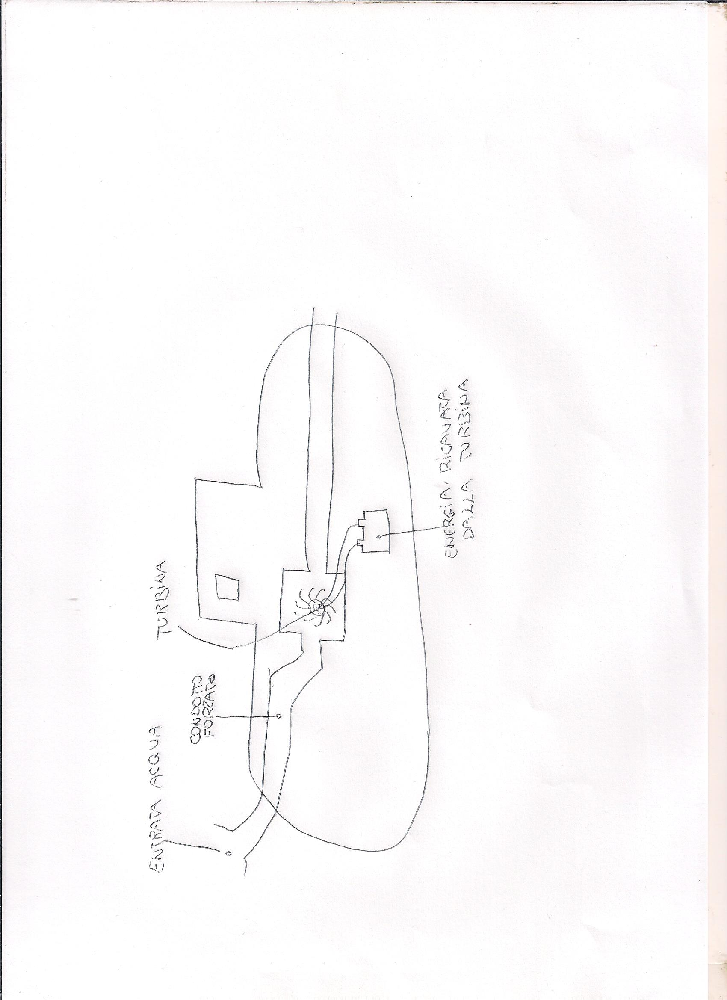 ENTRATA ACQUA
CONDOTTO
FORZATO
TURBINA
ENERGIA, RICAVATA
DALLA TURBINA